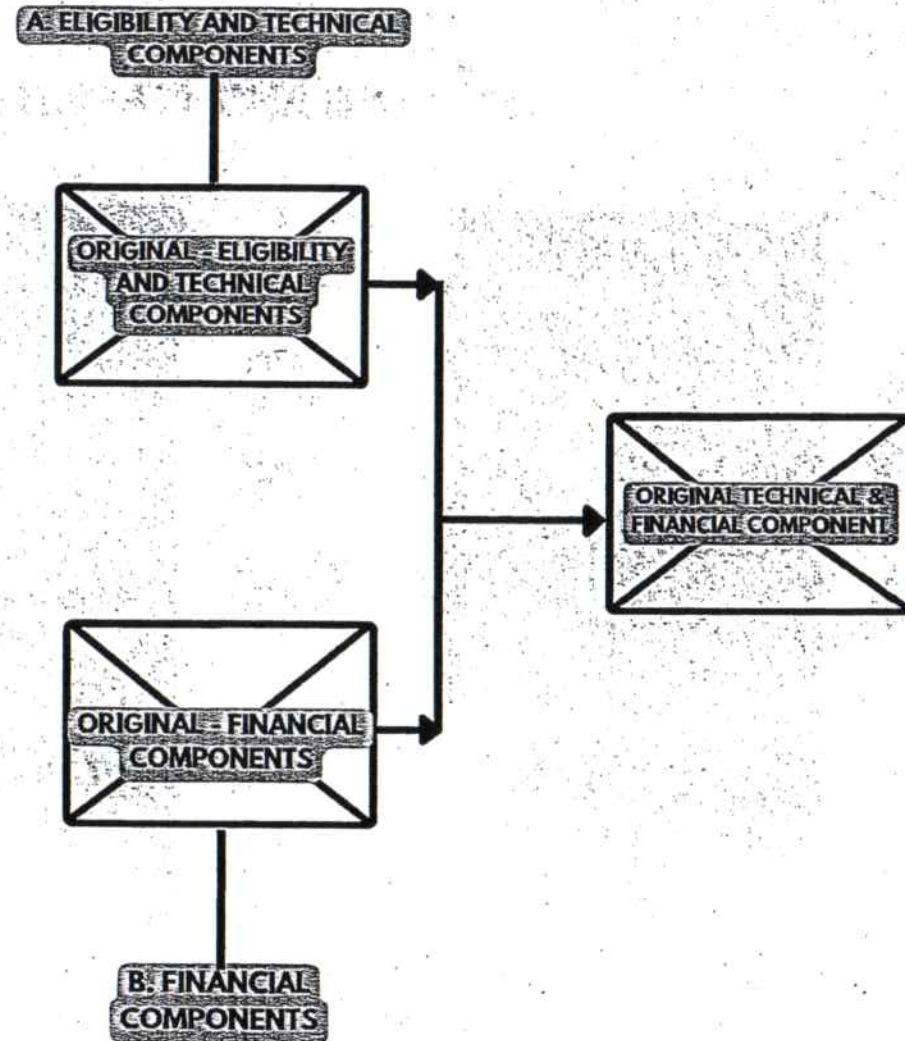 A. ELIGIBILITY AND TECHNICAL
COMPONENTS
ORIGINAL - ELIGIBILITY
AND TECHNICAL
COMPONENTS
ORIGINAL TECHNICAL &
FINANCIAL COMPONENT
ORIGINAL - FINANCIAL
COMPONENTS
B. FINANCIAL
COMPONENTS